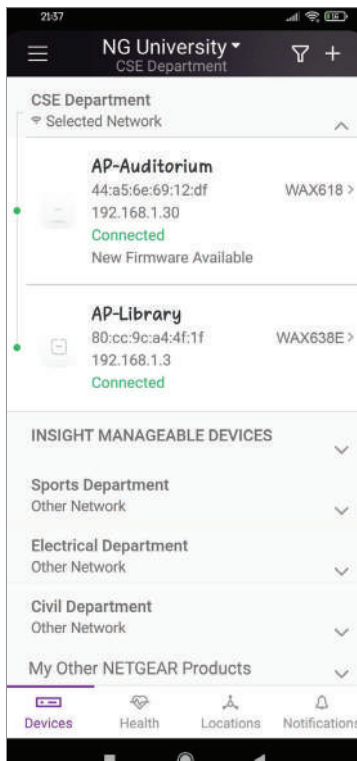 21:37
NG University
CSE Department
CSE Department
Selected Network
AP-Auditorium
44:a5:6e:69:12:df WAX618 >
192.168.1.30
Connected
New Firmware Available
AP-Library
80:cc:9c:a4:4f:1f WAX638E >
192.168.1.3
Connected
INSIGHT MANAGEABLE DEVICES
Sports Department
Other Network
Electrical Department
Other Network
Civil Department
Other Network
My Other NETGEAR Products
Devices Health Locations Notifications